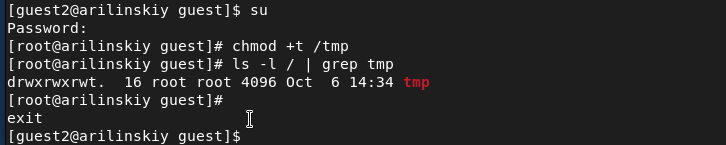 [guest2@arilinskiy guest]$ su
Password:
[root@arilinskiy guest]# chmod +t /tmp
[root@arilinskiy guest]# ls -l / | grep tmp
drwxrwxrwt.  16 root root 4096 Oct  6 14:34 tmp
[root@arilinskiy guest]#
exit
[guest2@arilinskiy guest]$